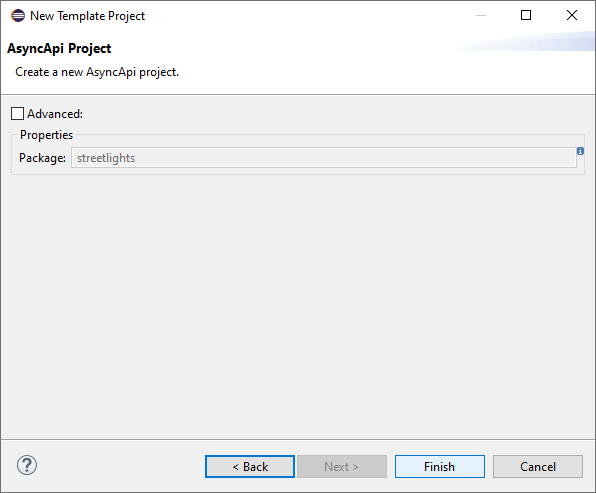 New Template Project
AsyncApi Project
Create a new AsyncApi project.
Advanced:
Properties
Package: streetlights
< Back Next > Finish Cancel